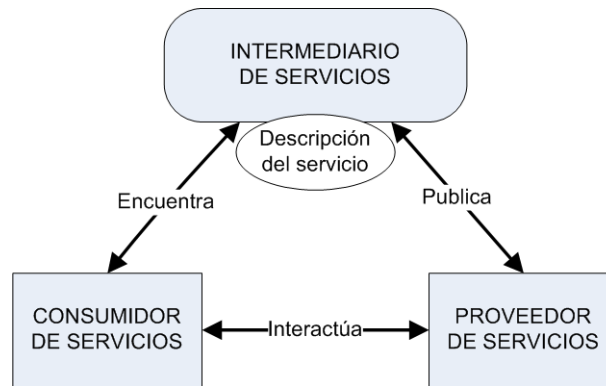 INTERMEDIARIO
DE SERVICIOS
Descripción
del servicio
Encuentra
Publica
CONSUMIDOR
DE SERVICIOS
Interactúa
PROVEEDOR
DE SERVICIOS